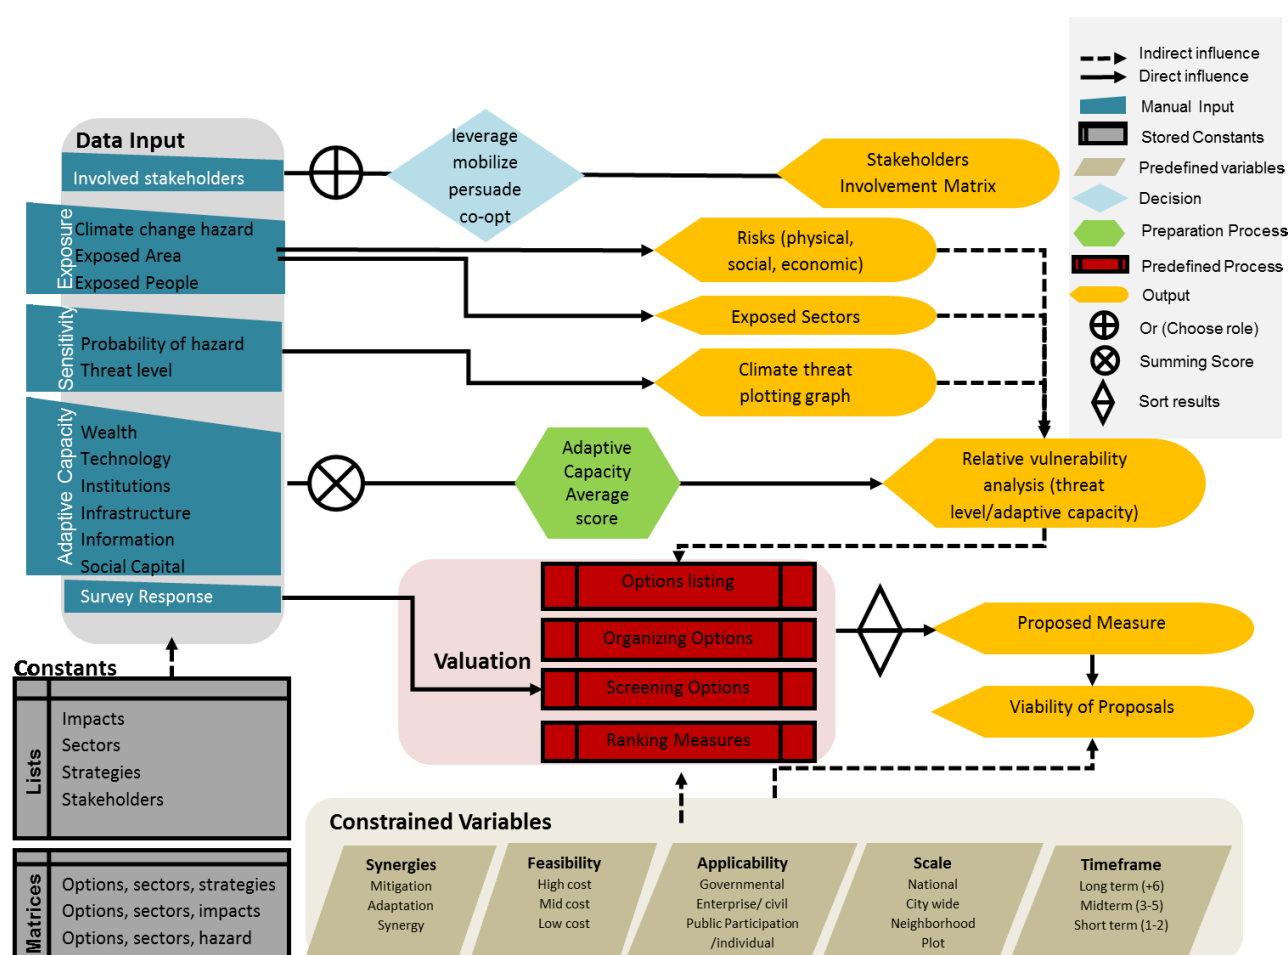 Indirect influence
Direct influence
Manual Input
Stored Constants
Predefined variables
Decision
Preparation Process
Predefined Process
Output
Or (Choose role)
Summing Score
Sort results
Data Input
Involved stakeholders
leverage
mobilize
persuade
co-opt
Stakeholders
Involvement Matrix
Exposure
Climate change hazard
Exposed Area
Exposed People
Risks (physical,
social, economic)
Exposed Sectors
Sensitivity
Probability of hazard
Threat level
Climate threat
plotting graph
Adaptive Capacity
Wealth
Technology
Institutions
Infrastructure
Information
Social Capital
Adaptive
Capacity
Average
score
Relative vulnerability
analysis (threat
level/adaptive capacity)
Survey Response
Valuation
Options listing
Organizing Options
Screening Options
Ranking Measures
Proposed Measure
Viability of Proposals
Constants
Lists
Impacts
Sectors
Strategies
Stakeholders
Matrices
Options, sectors, strategies
Options, sectors, impacts
Options, sectors, hazard
Constrained Variables
Synergies
Mitigation
Adaptation
Synergy
Feasibility
High cost
Mid cost
Low cost
Applicability
Governmental
Enterprise/ civil
Public Participation
/individual
Scale
National
City wide
Neighborhood
Plot
Timeframe
Long term (+6)
Midterm (3-5)
Short term (1-2)